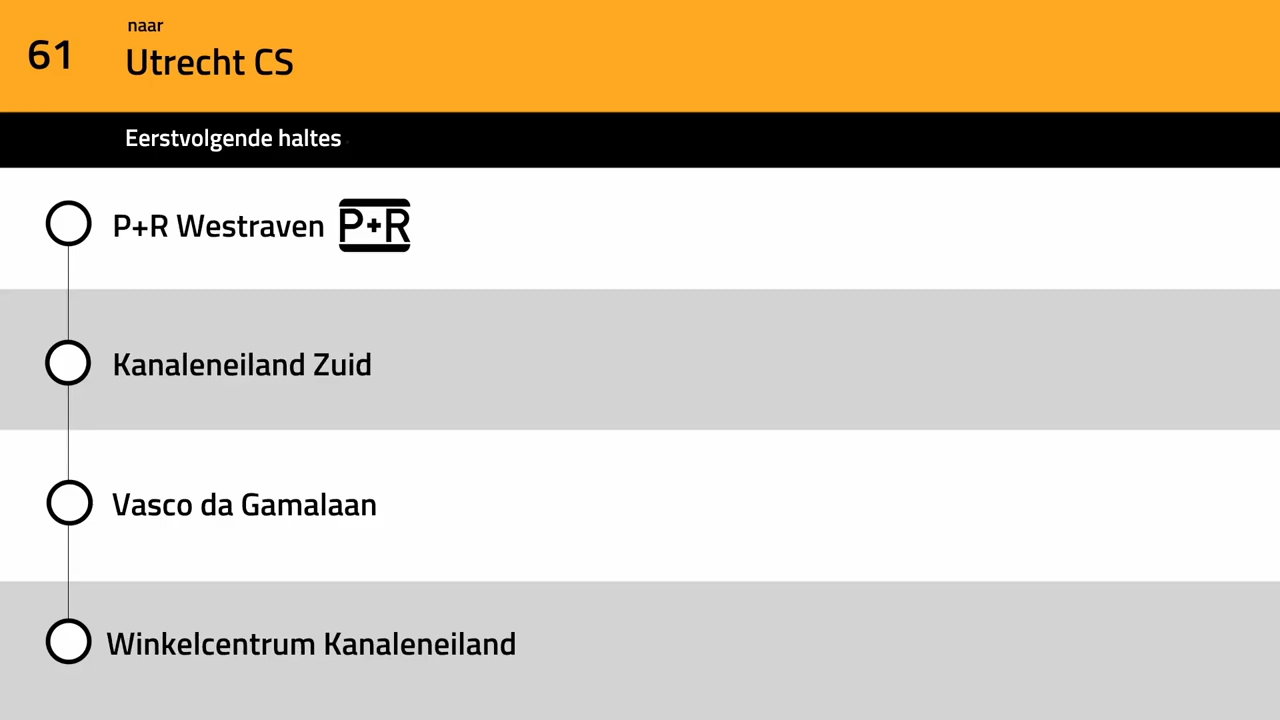 61
naar
Utrecht CS
Eerstvolgende haltes
P+R Westraven P+R
Kanaleneiland Zuid
Vasco da Gamalaan
Winkelcentrum Kanaleneiland